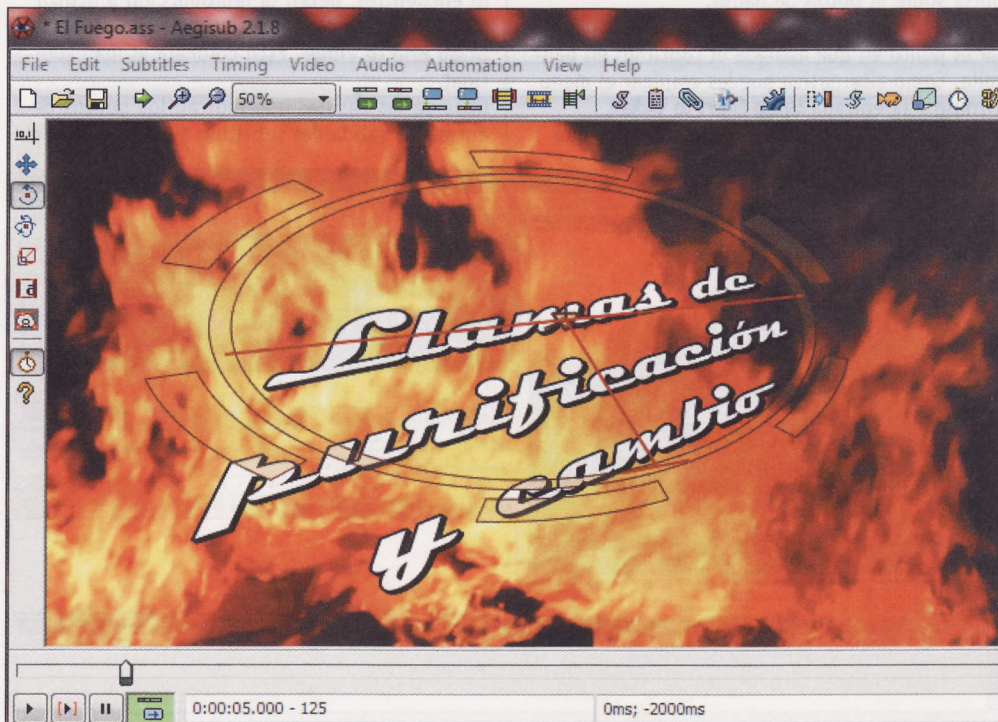 * El Fuego.ass - Aegisub 2.1.8
File Edit Subtitles Timing Video Audio Automation View Help
50%
Llamas de
purificación
y cambio
0:00:05.000 - 125
0ms; -2000ms